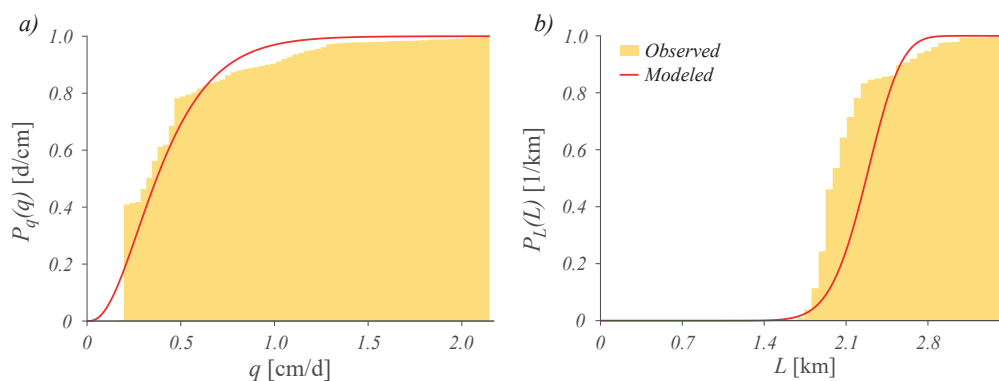 a)
1.0
0.8
0.6
0.4
0.2
0
P_q(q) [d/cm]
0
0.5
1.0
1.5
2.0
q [cm/d]
b)
1.0
0.8
0.6
0.4
0.2
0
P_L(L) [1/km]
Observed
Modeled
0
0.7
1.4
2.1
2.8
L [km]